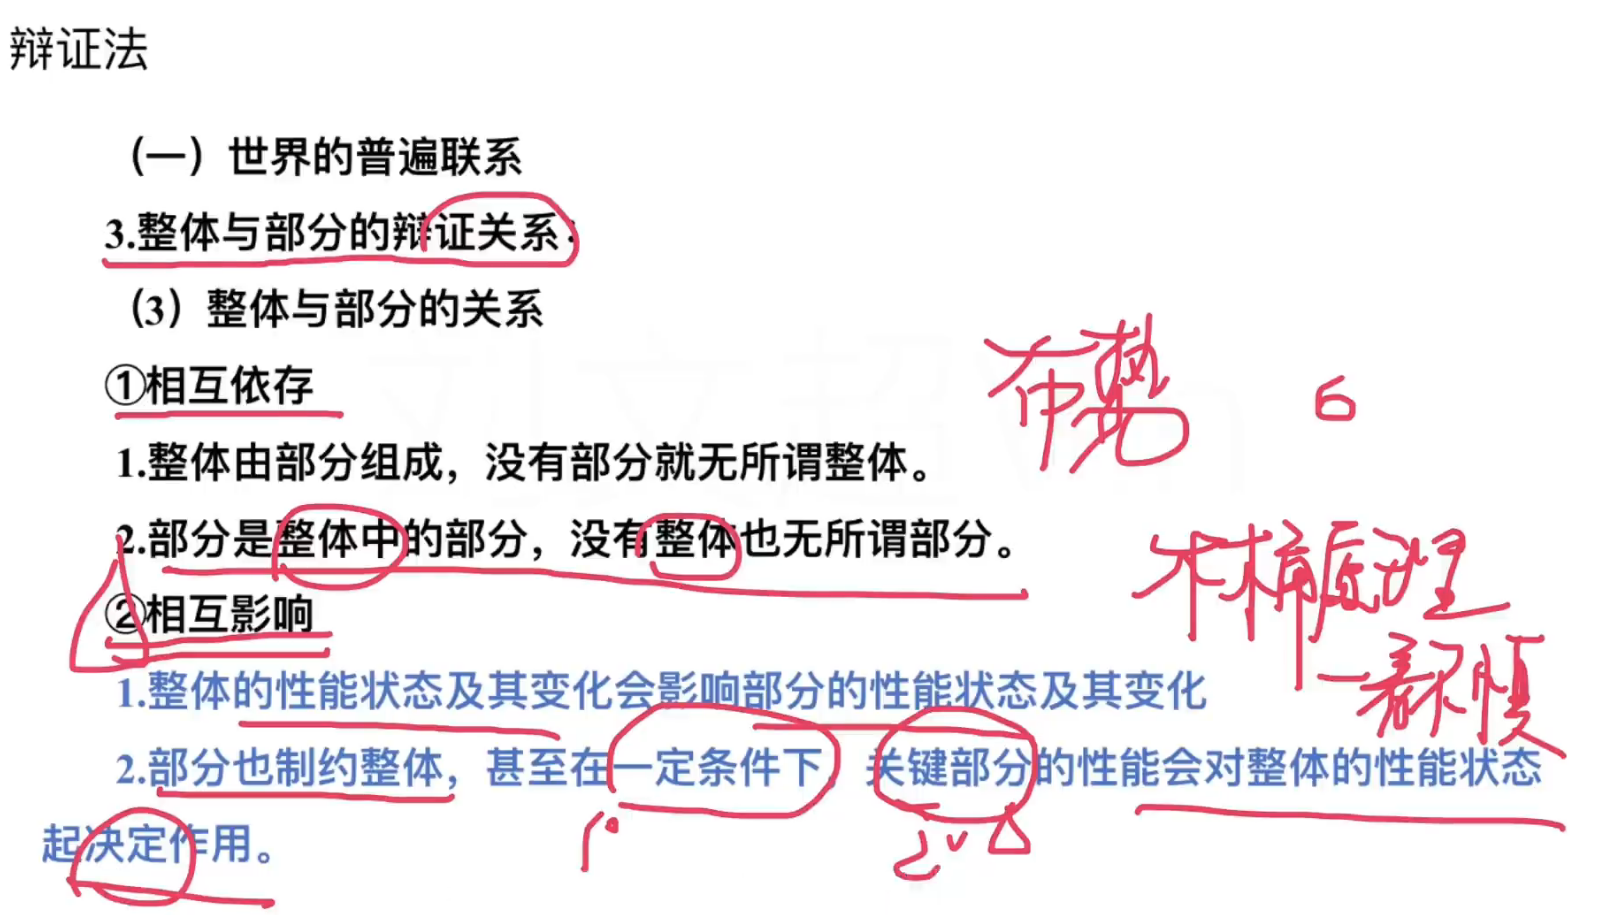 辩证法
（一）世界的普遍联系
3.整体与部分的辩证关系：
（3）整体与部分的关系
①相互依存
1.整体由部分组成，没有部分就无所谓整体。
布势
6
2.部分是整体中的部分，没有整体也无所谓部分。
木桶原理
②相互影响
一着不慎
1.整体的性能状态及其变化会影响部分的性能状态及其变化
2.部分也制约整体，甚至在一定条件下，关键部分的性能会对整体的性能状态
起决定作用。
1°
2